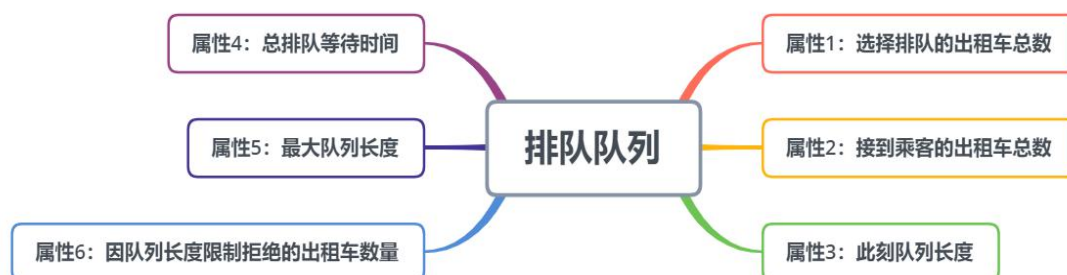 属性4：总排队等待时间
属性1：选择排队的出租车总数
属性5：最大队列长度
排队队列
属性2：接到乘客的出租车总数
属性6：因队列长度限制拒绝的出租车数量
属性3：此刻队列长度